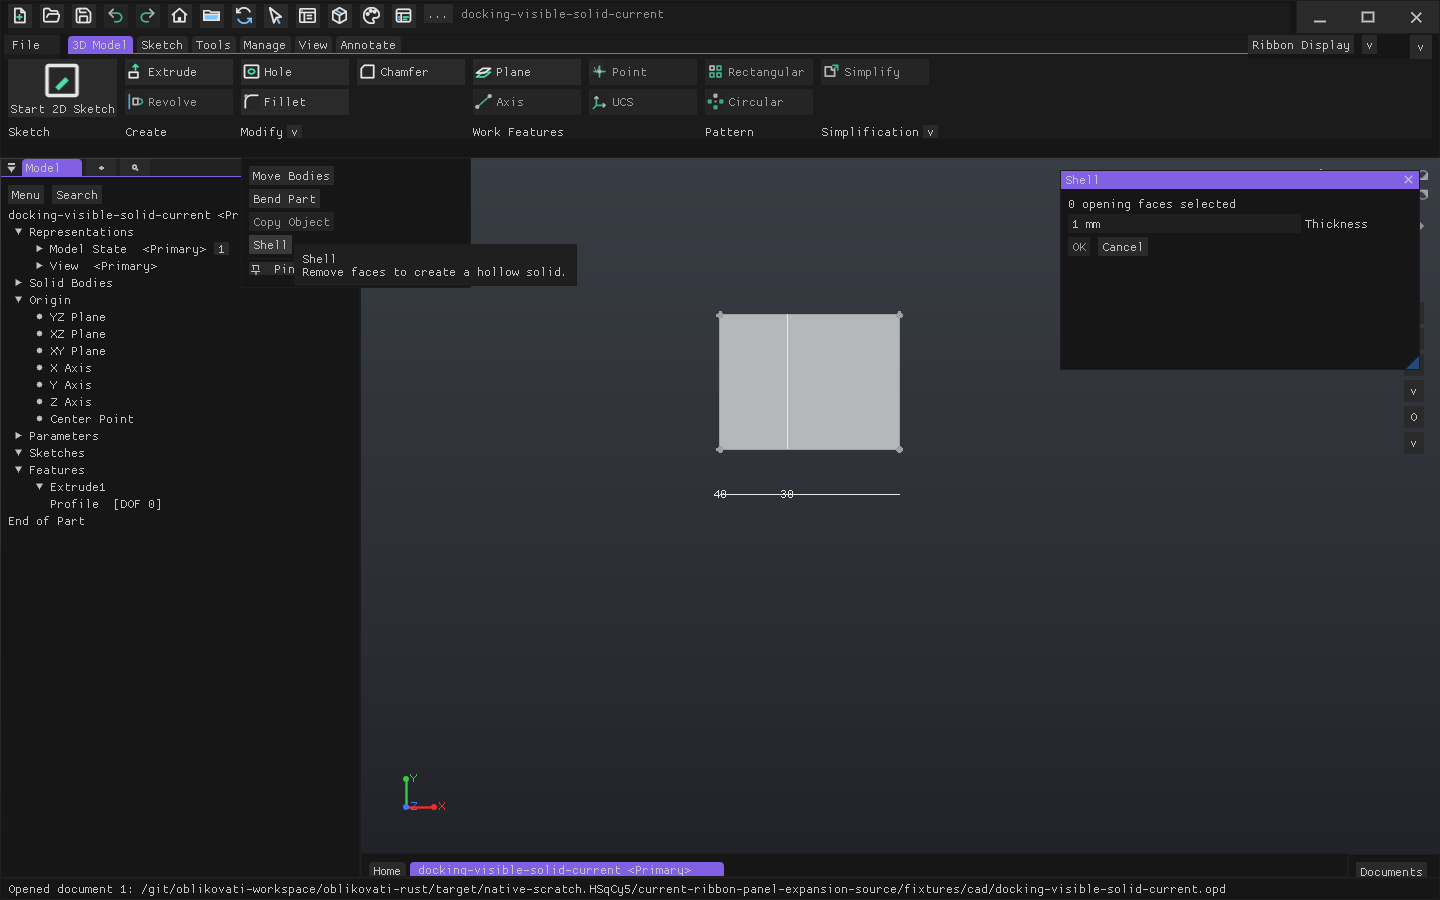 ... docking-visible-solid-current
File 3D Model Sketch Tools Manage View Annotate Ribbon Display v v
Start 2D Sketch Extrude Hole Chamfer Plane Point Rectangular Simplify
Revolve Fillet Axis UCS Circular
Sketch Create Modify v Work Features Pattern Simplification v
Model
Menu Search
docking-visible-solid-current <Pr
Representations
Model State <Primary> 1
View <Primary>
Solid Bodies
Origin
YZ Plane
XZ Plane
XY Plane
X Axis
Y Axis
Z Axis
Center Point
Parameters
Sketches
Features
Extrude1
Profile [DOF 0]
End of Part
Move Bodies
Bend Part
Copy Object
Shell
Pin
Shell
Remove faces to create a hollow solid.
Shell
0 opening faces selected
1 mm Thickness
OK Cancel
v
O
v
40 30
Y
Z X
Home docking-visible-solid-current <Primary> Documents
Opened document 1: /git/oblikovati-workspace/oblikovati-rust/target/native-scratch.HSqCy5/current-ribbon-panel-expansion-source/fixtures/cad/docking-visible-solid-current.opd